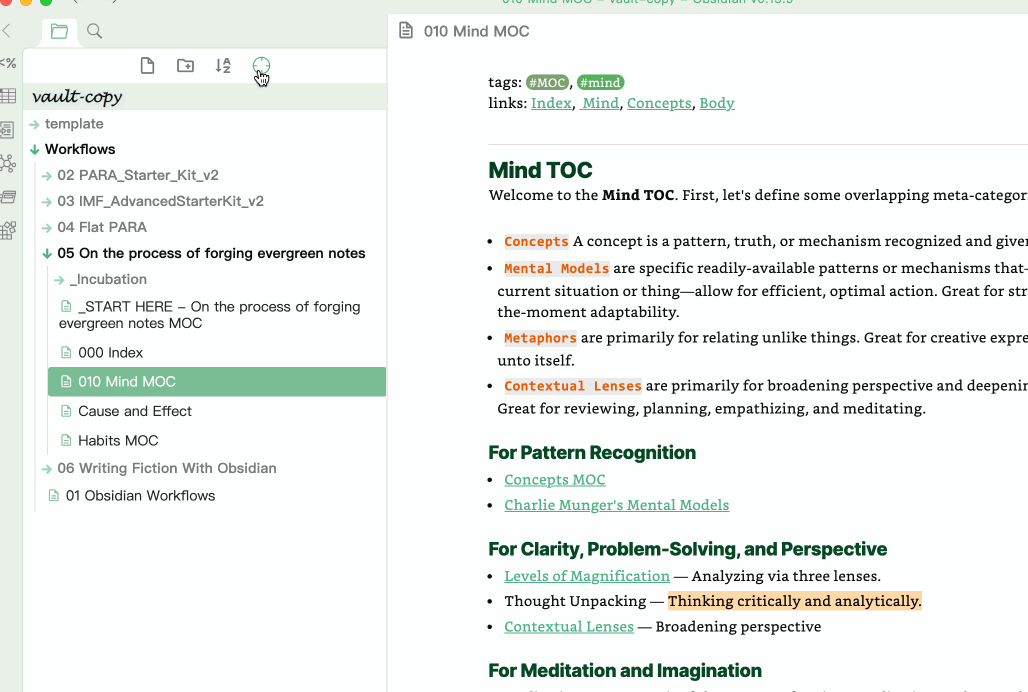 010 Mind MOC – vault-copy – Obsidian v0.13.9
010 Mind MOC
<%
vault-copy
template
Workflows
02 PARA_Starter_Kit_v2
03 IMF_AdvancedStarterKit_v2
04 Flat PARA
05 On the process of forging evergreen notes
_Incubation
_START HERE – On the process of forging
evergreen notes MOC
000 Index
010 Mind MOC
Cause and Effect
Habits MOC
06 Writing Fiction With Obsidian
01 Obsidian Workflows
tags: #MOC, #mind
links: Index, Mind, Concepts, Body
Mind TOC
Welcome to the Mind TOC. First, let's define some overlapping meta-categor
• Concepts A concept is a pattern, truth, or mechanism recognized and given
• Mental Models are specific readily-available patterns or mechanisms that—
current situation or thing—allow for efficient, optimal action. Great for str
the-moment adaptability.
• Metaphors are primarily for relating unlike things. Great for creative expre
unto itself.
• Contextual Lenses are primarily for broadening perspective and deepenin
Great for reviewing, planning, empathizing, and meditating.
For Pattern Recognition
• Concepts MOC
• Charlie Munger's Mental Models
For Clarity, Problem-Solving, and Perspective
• Levels of Magnification — Analyzing via three lenses.
• Thought Unpacking — Thinking critically and analytically.
• Contextual Lenses — Broadening perspective
For Meditation and Imagination